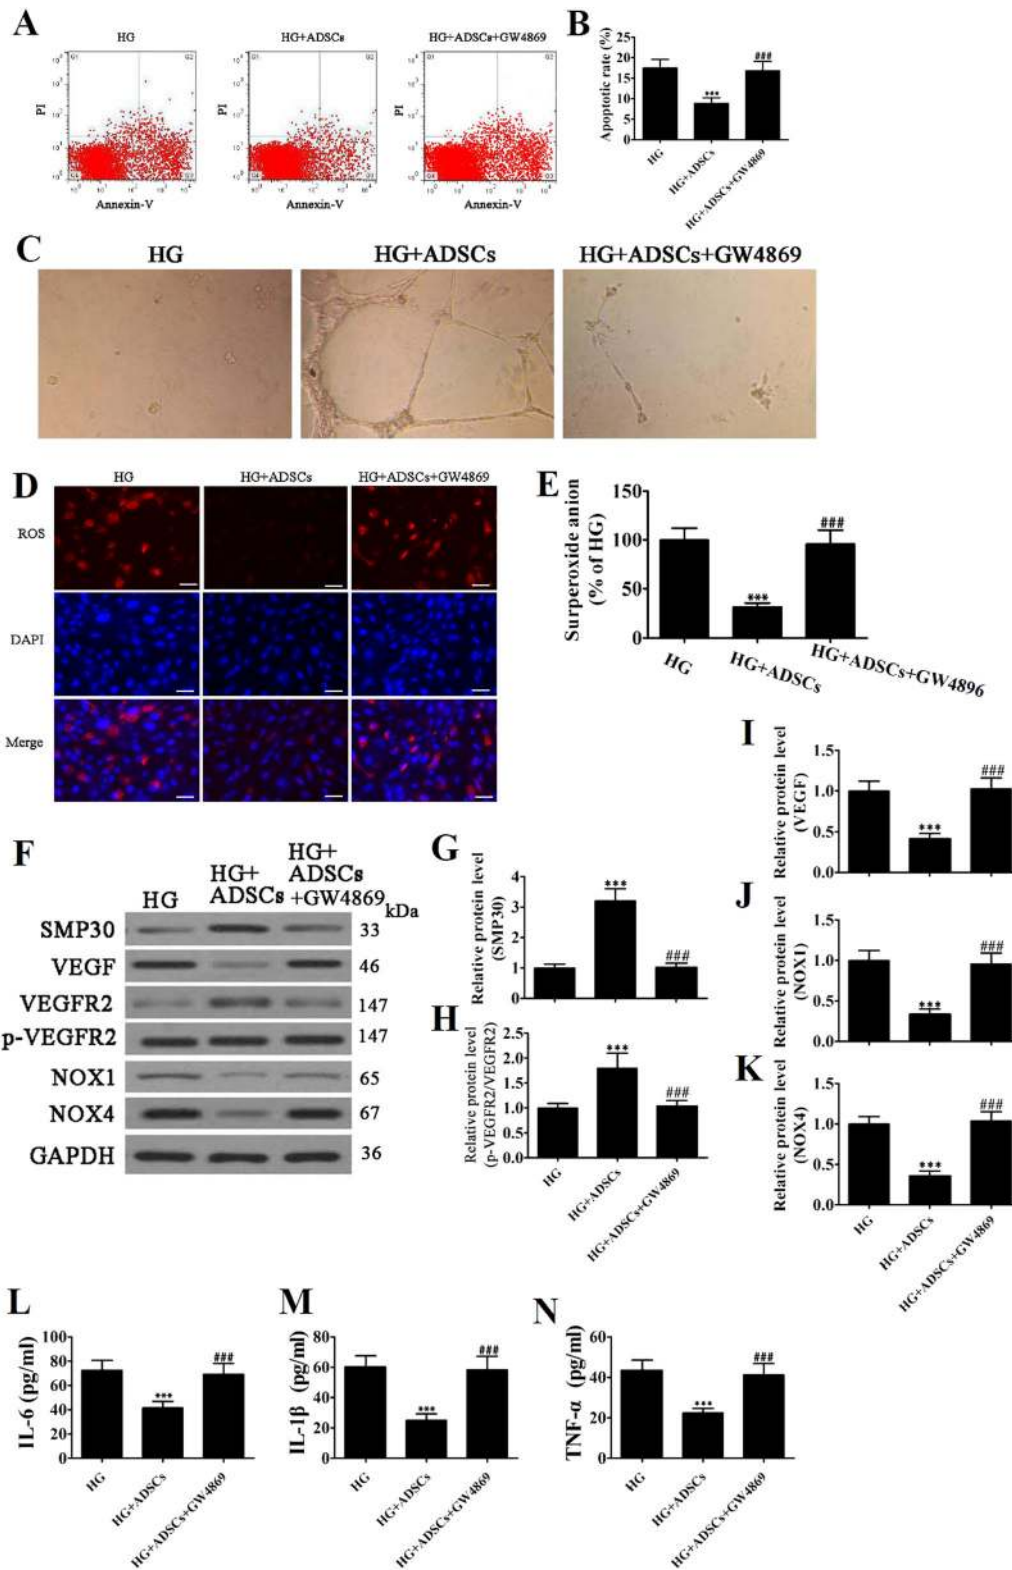 A
HG
HG+ADSCs
HG+ADSCs+GW4869
PI
PI
PI
Annexin-V
Annexin-V
Annexin-V
B
Apoptotic rate (%)
25
20
15
10
5
0
***
###
HG
HG+ADSCs
HG+ADSCs+GW4869
C
HG
HG+ADSCs
HG+ADSCs+GW4869
D
HG
HG+ADSCs
HG+ADSCs+GW4869
ROS
DAPI
Merge
E
Surperoxide anion
(% of HG)
150
100
50
0
***
###
HG
HG+ADSCs
HG+ADSCs+GW4896
F
HG
HG+
ADSCs
HG+
ADSCs
+GW4869
kDa
SMP30 33
VEGF 46
VEGFR2 147
p-VEGFR2 147
NOX1 65
NOX4 67
GAPDH 36
G
Relative protein level
(SMP30)
4
3
2
1
0
***
###
H
Relative protein level
(p-VEGFR2/VEGFR2)
2.5
2.0
1.5
1.0
0.5
0.0
***
###
HG
HG+ADSCs
HG+ADSCs+GW4869
I
Relative protein level
(VEGF)
1.5
1.0
0.5
0.0
***
###
J
Relative protein level
(NOX1)
1.5
1.0
0.5
0.0
***
###
K
Relative protein level
(NOX4)
1.5
1.0
0.5
0.0
***
###
HG
HG+ADSCs
HG+ADSCs+GW4869
L
IL-6 (pg/ml)
100
80
60
40
20
0
***
###
HG
HG+ADSCs
HG+ADSCs+GW4869
M
IL-1β (pg/ml)
80
60
40
20
0
***
###
HG
HG+ADSCs
HG+ADSCs+GW4869
N
TNF-α (pg/ml)
60
40
20
0
***
###
HG
HG+ADSCs
HG+ADSCs+GW4869